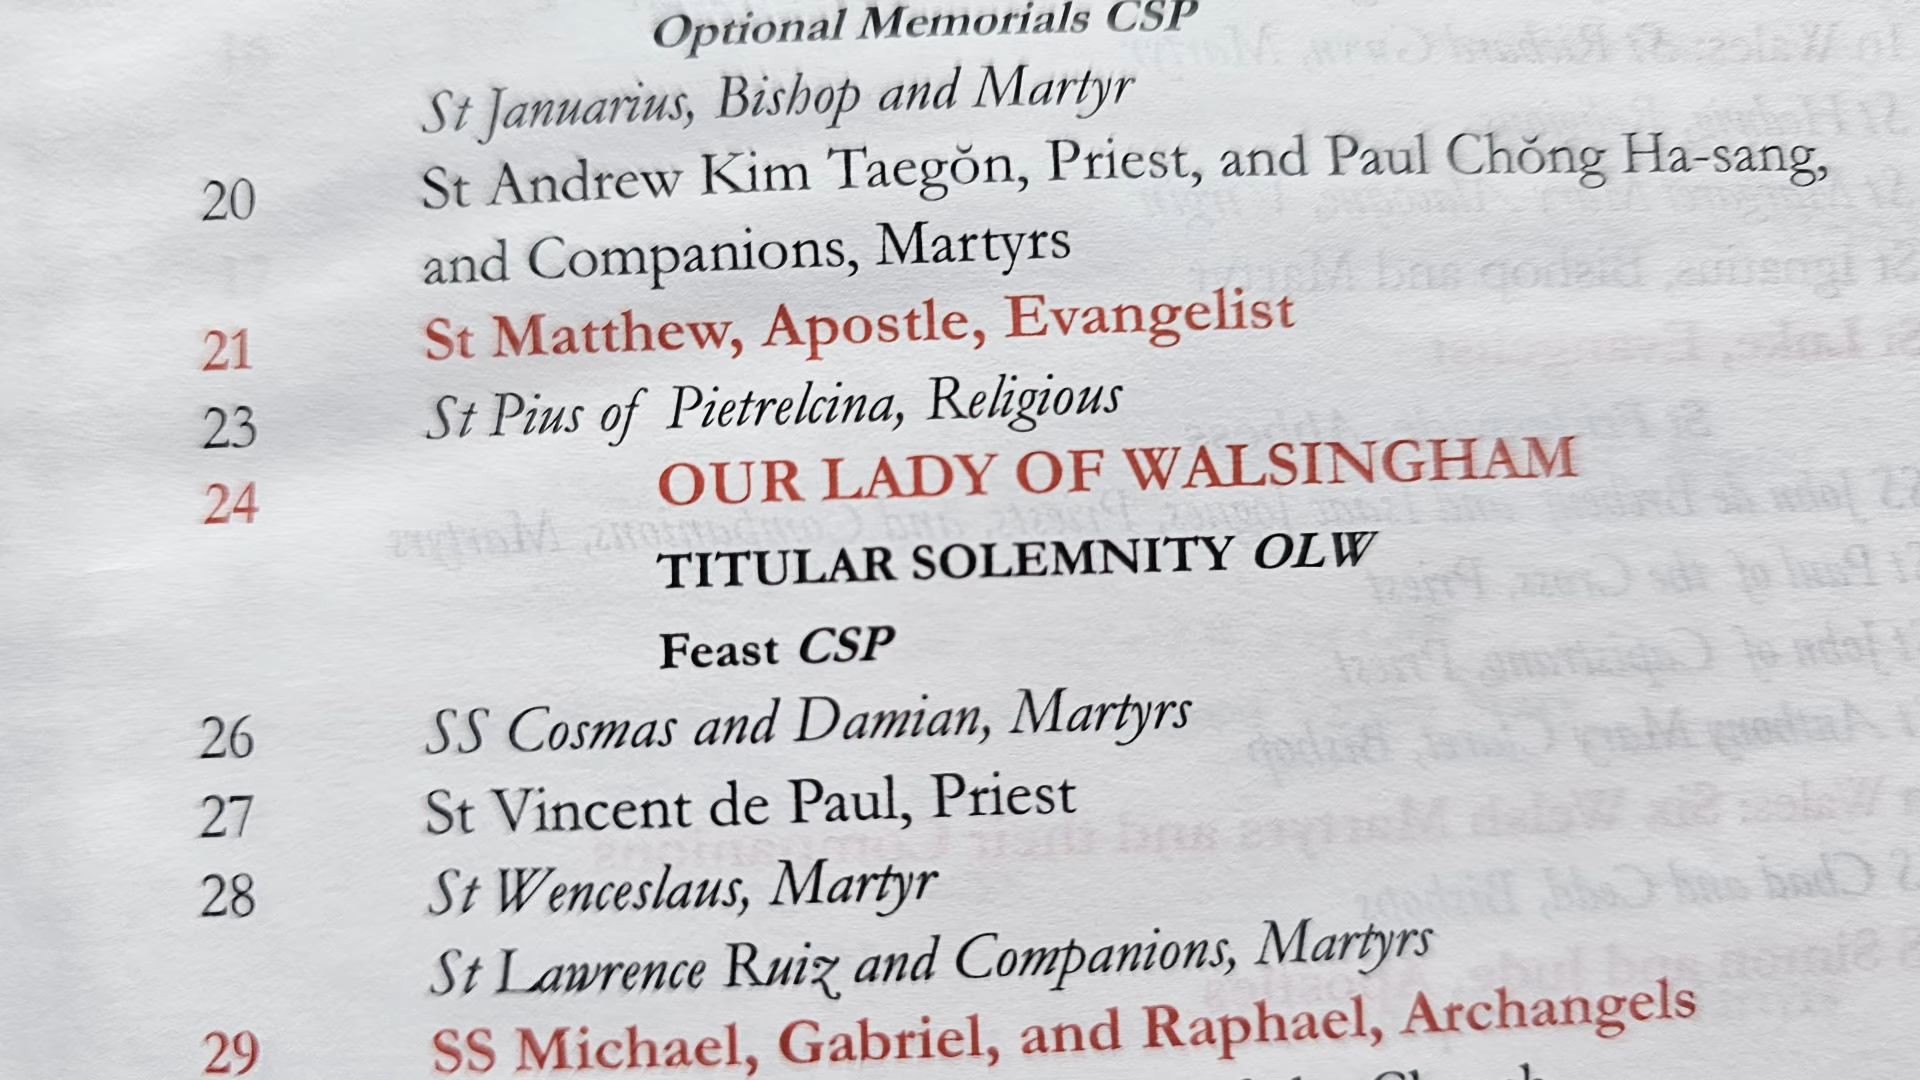 Optional Memorials CSP
St Januarius, Bishop and Martyr
20 St Andrew Kim Taegŏn, Priest, and Paul Chŏng Ha-sang,
and Companions, Martyrs
21 St Matthew, Apostle, Evangelist
23 St Pius of Pietrelcina, Religious
24 OUR LADY OF WALSINGHAM
TITULAR SOLEMNITY OLW
Feast CSP
26 SS Cosmas and Damian, Martyrs
27 St Vincent de Paul, Priest
28 St Wenceslaus, Martyr
St Lawrence Ruiz and Companions, Martyrs
29 SS Michael, Gabriel, and Raphael, Archangels